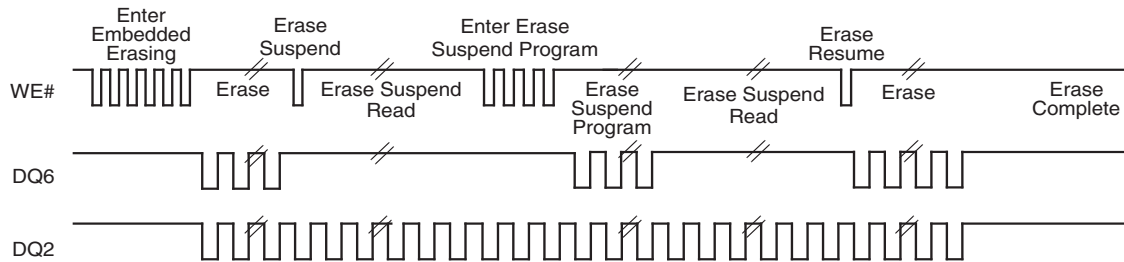 Enter
Embedded
Erasing
Erase
Suspend
Enter Erase
Suspend Program
Erase
Resume
WE#
Erase
Erase Suspend
Read
Erase
Suspend
Program
Erase Suspend
Read
Erase
Erase
Complete
DQ6
DQ2